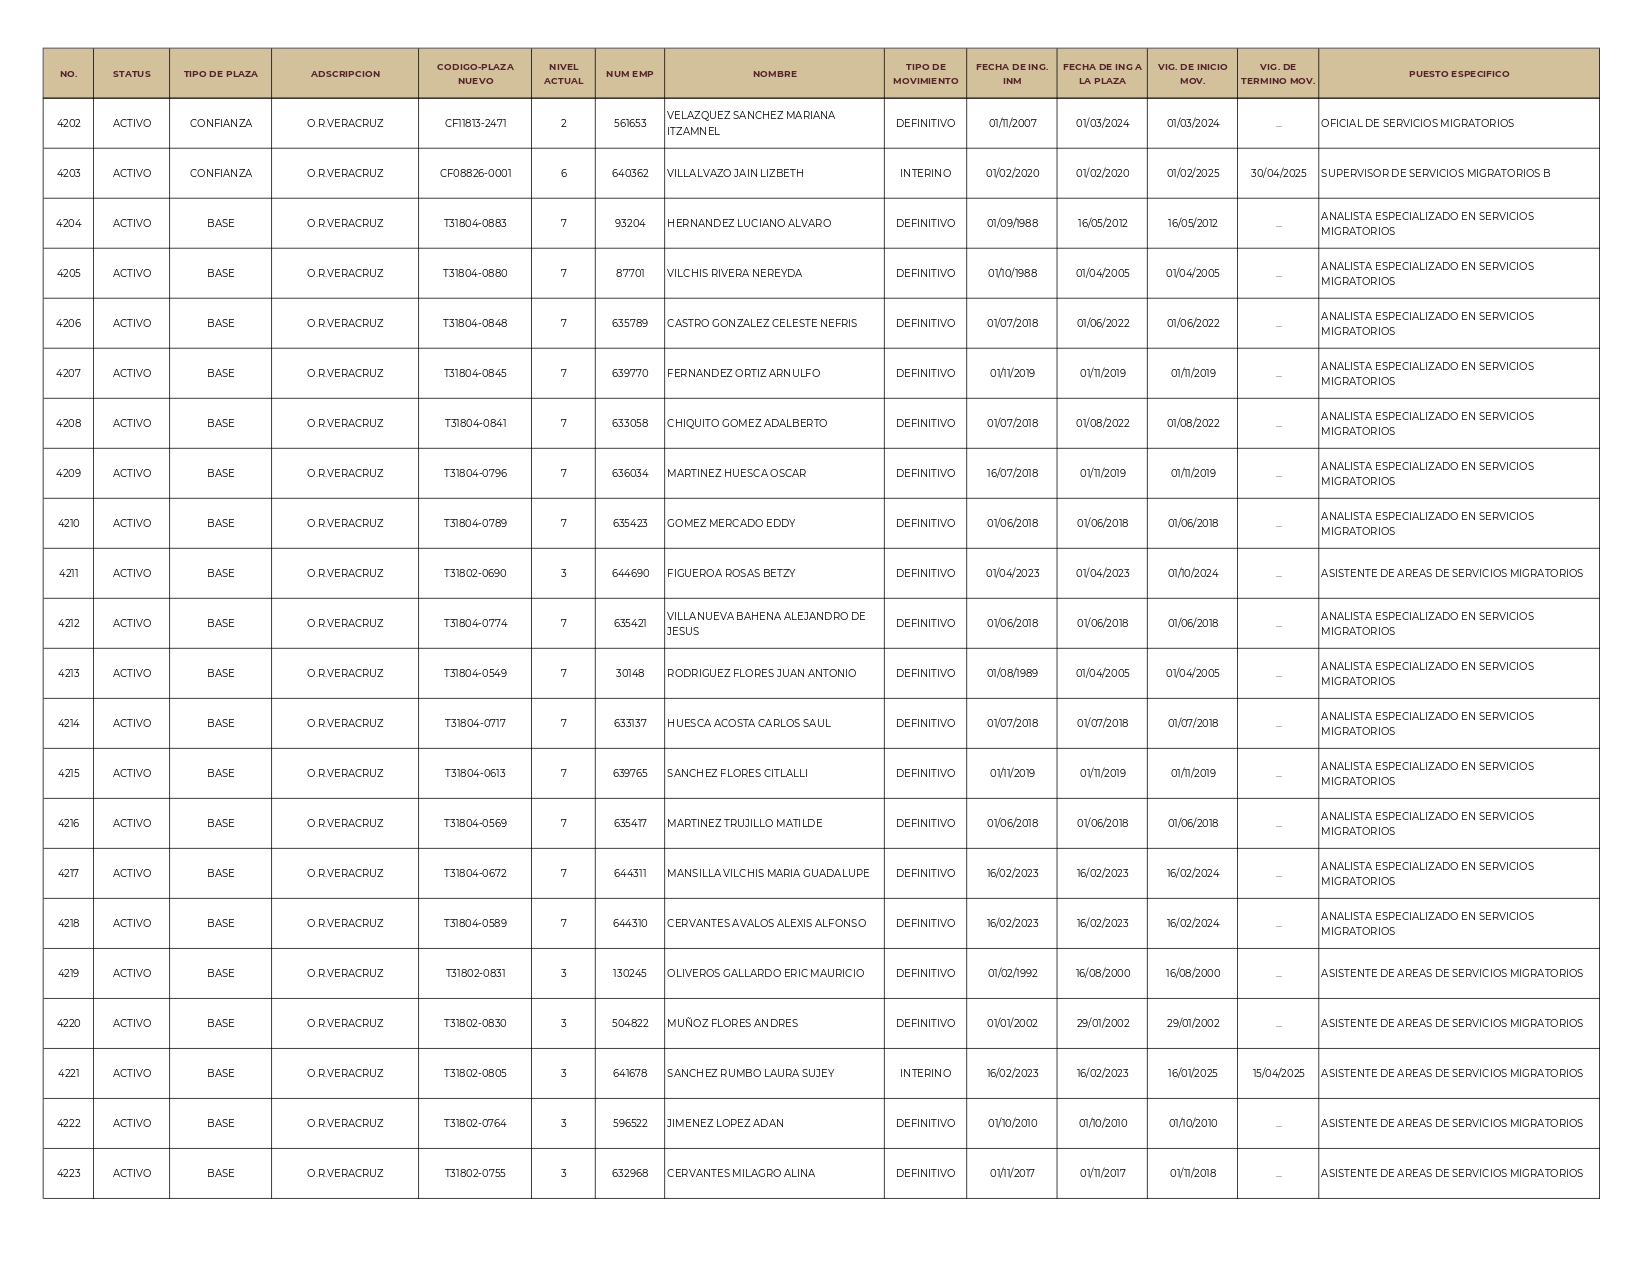 NO. STATUS TIPO DE PLAZA ADSCRIPCION CODIGO-PLAZA NUEVO NIVEL ACTUAL NUM EMP NOMBRE TIPO DE MOVIMIENTO FECHA DE ING. INM FECHA DE ING A LA PLAZA VIG. DE INICIO MOV. VIG. DE TERMINO MOV. PUESTO ESPECIFICO
4202 ACTIVO CONFIANZA O.R.VERACRUZ CF11813-2471 2 561653 VELAZQUEZ SANCHEZ MARIANA ITZAMNEL DEFINITIVO 01/11/2007 01/03/2024 01/03/2024 ... OFICIAL DE SERVICIOS MIGRATORIOS
4203 ACTIVO CONFIANZA O.R.VERACRUZ CF08826-0001 6 640362 VILLALVAZO JAIN LIZBETH INTERINO 01/02/2020 01/02/2020 01/02/2025 30/04/2025 SUPERVISOR DE SERVICIOS MIGRATORIOS B
4204 ACTIVO BASE O.R.VERACRUZ T31804-0883 7 93204 HERNANDEZ LUCIANO ALVARO DEFINITIVO 01/09/1988 16/05/2012 16/05/2012 ... ANALISTA ESPECIALIZADO EN SERVICIOS MIGRATORIOS
4205 ACTIVO BASE O.R.VERACRUZ T31804-0880 7 87701 VILCHIS RIVERA NEREYDA DEFINITIVO 01/10/1988 01/04/2005 01/04/2005 ... ANALISTA ESPECIALIZADO EN SERVICIOS MIGRATORIOS
4206 ACTIVO BASE O.R.VERACRUZ T31804-0848 7 635789 CASTRO GONZALEZ CELESTE NEFRIS DEFINITIVO 01/07/2018 01/06/2022 01/06/2022 ... ANALISTA ESPECIALIZADO EN SERVICIOS MIGRATORIOS
4207 ACTIVO BASE O.R.VERACRUZ T31804-0845 7 639770 FERNANDEZ ORTIZ ARNULFO DEFINITIVO 01/11/2019 01/11/2019 01/11/2019 ... ANALISTA ESPECIALIZADO EN SERVICIOS MIGRATORIOS
4208 ACTIVO BASE O.R.VERACRUZ T31804-0841 7 633058 CHIQUITO GOMEZ ADALBERTO DEFINITIVO 01/07/2018 01/08/2022 01/08/2022 ... ANALISTA ESPECIALIZADO EN SERVICIOS MIGRATORIOS
4209 ACTIVO BASE O.R.VERACRUZ T31804-0796 7 636034 MARTINEZ HUESCA OSCAR DEFINITIVO 16/07/2018 01/11/2019 01/11/2019 ... ANALISTA ESPECIALIZADO EN SERVICIOS MIGRATORIOS
4210 ACTIVO BASE O.R.VERACRUZ T31804-0789 7 635423 GOMEZ MERCADO EDDY DEFINITIVO 01/06/2018 01/06/2018 01/06/2018 ... ANALISTA ESPECIALIZADO EN SERVICIOS MIGRATORIOS
4211 ACTIVO BASE O.R.VERACRUZ T31802-0690 3 644690 FIGUEROA ROSAS BETZY DEFINITIVO 01/04/2023 01/04/2023 01/10/2024 ... ASISTENTE DE AREAS DE SERVICIOS MIGRATORIOS
4212 ACTIVO BASE O.R.VERACRUZ T31804-0774 7 635421 VILLANUEVA BAHENA ALEJANDRO DE JESUS DEFINITIVO 01/06/2018 01/06/2018 01/06/2018 ... ANALISTA ESPECIALIZADO EN SERVICIOS MIGRATORIOS
4213 ACTIVO BASE O.R.VERACRUZ T31804-0549 7 30148 RODRIGUEZ FLORES JUAN ANTONIO DEFINITIVO 01/08/1989 01/04/2005 01/04/2005 ... ANALISTA ESPECIALIZADO EN SERVICIOS MIGRATORIOS
4214 ACTIVO BASE O.R.VERACRUZ T31804-0717 7 633137 HUESCA ACOSTA CARLOS SAUL DEFINITIVO 01/07/2018 01/07/2018 01/07/2018 ... ANALISTA ESPECIALIZADO EN SERVICIOS MIGRATORIOS
4215 ACTIVO BASE O.R.VERACRUZ T31804-0613 7 639765 SANCHEZ FLORES CITLALLI DEFINITIVO 01/11/2019 01/11/2019 01/11/2019 ... ANALISTA ESPECIALIZADO EN SERVICIOS MIGRATORIOS
4216 ACTIVO BASE O.R.VERACRUZ T31804-0569 7 635417 MARTINEZ TRUJILLO MATILDE DEFINITIVO 01/06/2018 01/06/2018 01/06/2018 ... ANALISTA ESPECIALIZADO EN SERVICIOS MIGRATORIOS
4217 ACTIVO BASE O.R.VERACRUZ T31804-0672 7 644311 MANSILLA VILCHIS MARIA GUADALUPE DEFINITIVO 16/02/2023 16/02/2023 16/02/2024 ... ANALISTA ESPECIALIZADO EN SERVICIOS MIGRATORIOS
4218 ACTIVO BASE O.R.VERACRUZ T31804-0589 7 644310 CERVANTES AVALOS ALEXIS ALFONSO DEFINITIVO 16/02/2023 16/02/2023 16/02/2024 ... ANALISTA ESPECIALIZADO EN SERVICIOS MIGRATORIOS
4219 ACTIVO BASE O.R.VERACRUZ T31802-0831 3 130245 OLIVEROS GALLARDO ERIC MAURICIO DEFINITIVO 01/02/1992 16/08/2000 16/08/2000 ... ASISTENTE DE AREAS DE SERVICIOS MIGRATORIOS
4220 ACTIVO BASE O.R.VERACRUZ T31802-0830 3 504822 MUÑOZ FLORES ANDRES DEFINITIVO 01/01/2002 29/01/2002 29/01/2002 ... ASISTENTE DE AREAS DE SERVICIOS MIGRATORIOS
4221 ACTIVO BASE O.R.VERACRUZ T31802-0805 3 641678 SANCHEZ RUMBO LAURA SUJEY INTERINO 16/02/2023 16/02/2023 16/01/2025 15/04/2025 ASISTENTE DE AREAS DE SERVICIOS MIGRATORIOS
4222 ACTIVO BASE O.R.VERACRUZ T31802-0764 3 596522 JIMENEZ LOPEZ ADAN DEFINITIVO 01/10/2010 01/10/2010 01/10/2010 ... ASISTENTE DE AREAS DE SERVICIOS MIGRATORIOS
4223 ACTIVO BASE O.R.VERACRUZ T31802-0755 3 632968 CERVANTES MILAGRO ALINA DEFINITIVO 01/11/2017 01/11/2017 01/11/2018 ... ASISTENTE DE AREAS DE SERVICIOS MIGRATORIOS